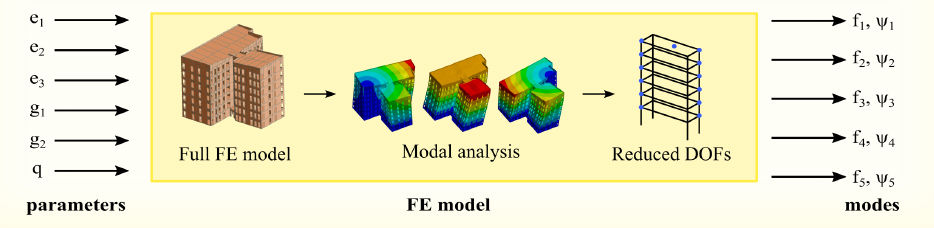 e₁
e₂
e₃
g₁
g₂
q
parameters
Full FE model
Modal analysis
Reduced DOFs
FE model
f₁, ψ₁
f₂, ψ₂
f₃, ψ₃
f₄, ψ₄
f₅, ψ₅
modes